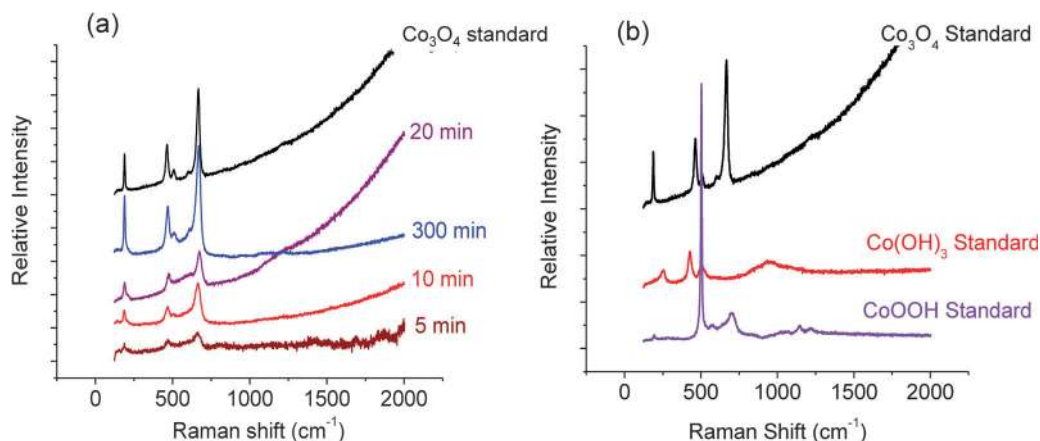 (a)
Co₃O₄ standard
20 min
300 min
10 min
5 min
Relative Intensity
0 500 1000 1500 2000
Raman shift (cm⁻¹)
(b)
Co₃O₄ Standard
Co(OH)₃ Standard
CoOOH Standard
Relative Intensity
0 500 1000 1500 2000
Raman Shift (cm⁻¹)